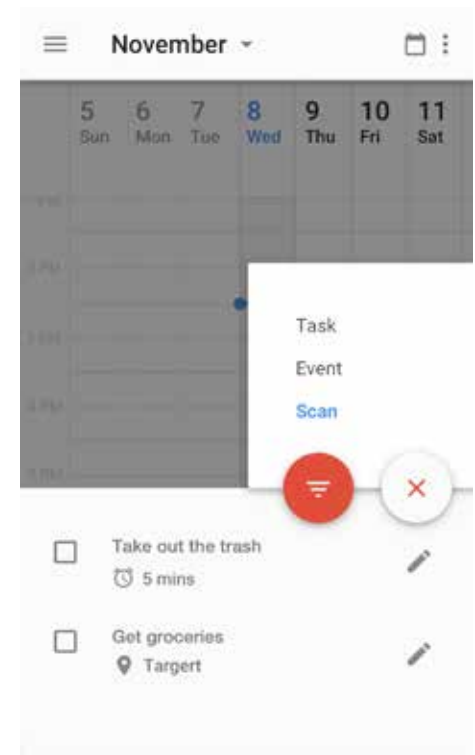 November
5 6 7 8 9 10 11
Sun Mon Tue Wed Thu Fri Sat
Task
Event
Scan
Take out the trash
5 mins
Get groceries
Targert